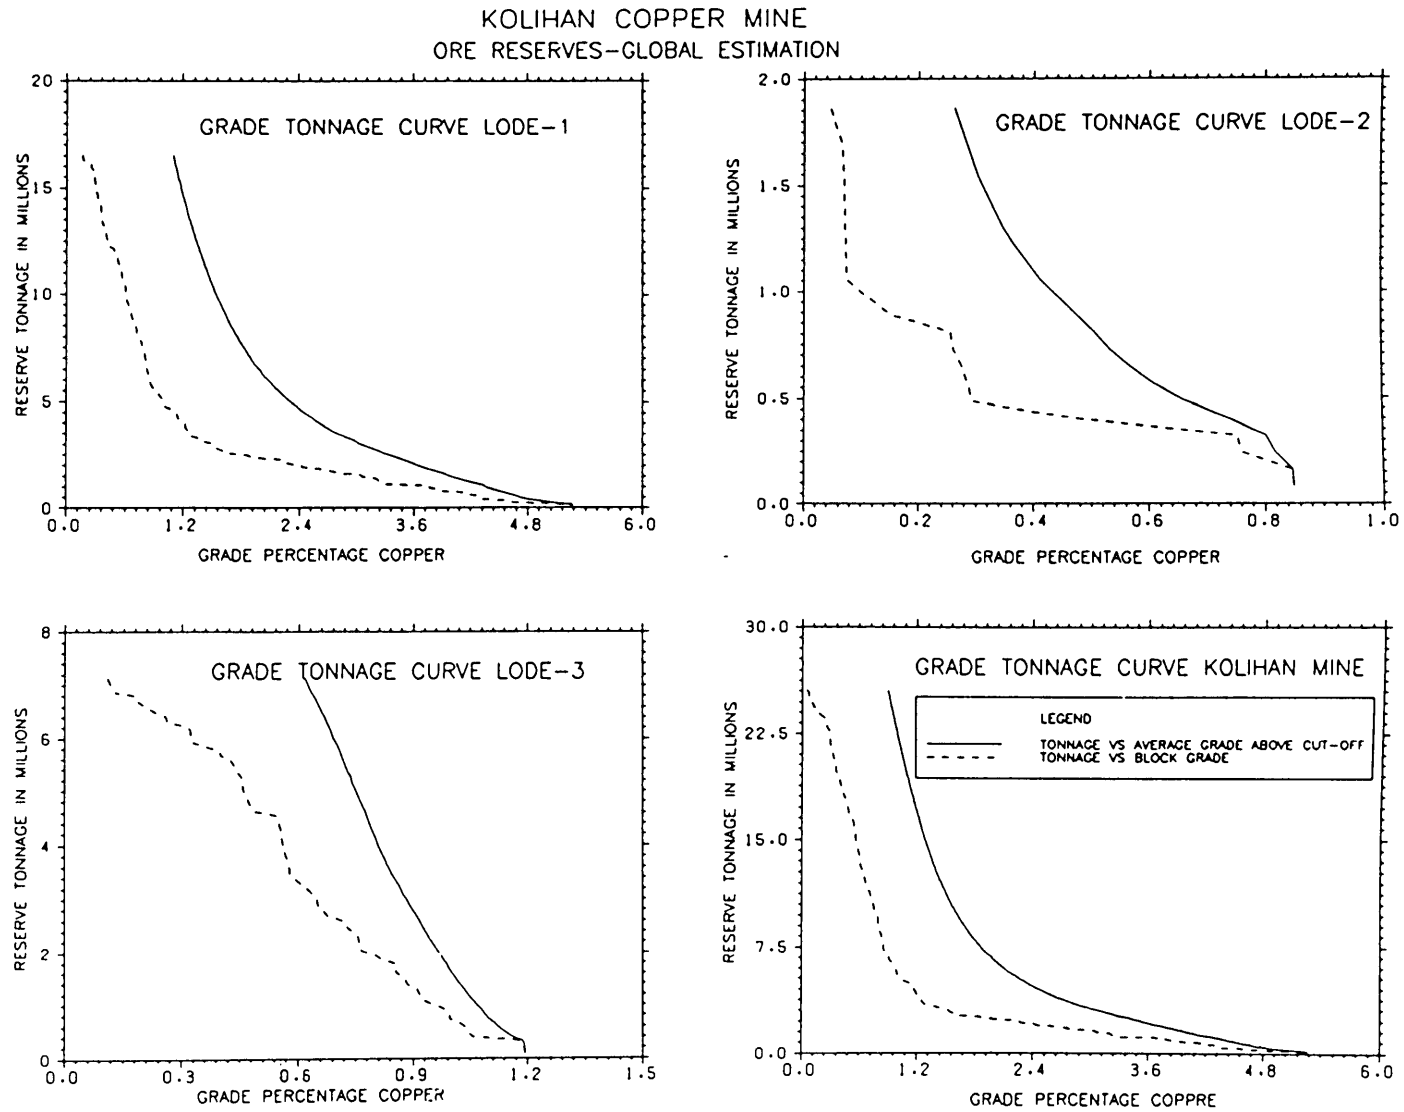 KOLIHAN COPPER MINE
ORE RESERVES-GLOBAL ESTIMATION
GRADE TONNAGE CURVE LODE-1
RESERVE TONNAGE IN MILLIONS
20
15
10
5
0
0.0 1.2 2.4 3.6 4.8 6.0
GRADE PERCENTAGE COPPER
GRADE TONNAGE CURVE LODE-2
RESERVE TONNAGE IN MILLIONS
2.0
1.5
1.0
0.5
0.0
0.0 0.2 0.4 0.6 0.8 1.0
GRADE PERCENTAGE COPPER
GRADE TONNAGE CURVE LODE-3
RESERVE TONNAGE IN MILLIONS
8
6
4
2
0
0.0 0.3 0.6 0.9 1.2 1.5
GRADE PERCENTAGE COPPER
GRADE TONNAGE CURVE KOLIHAN MINE
LEGEND
TONNAGE VS AVERAGE GRADE ABOVE CUT-OFF
TONNAGE VS BLOCK GRADE
RESERVE TONNAGE IN MILLIONS
30.0
22.5
15.0
7.5
0.0
0.0 1.2 2.4 3.6 4.8 6.0
GRADE PERCENTAGE COPPRE